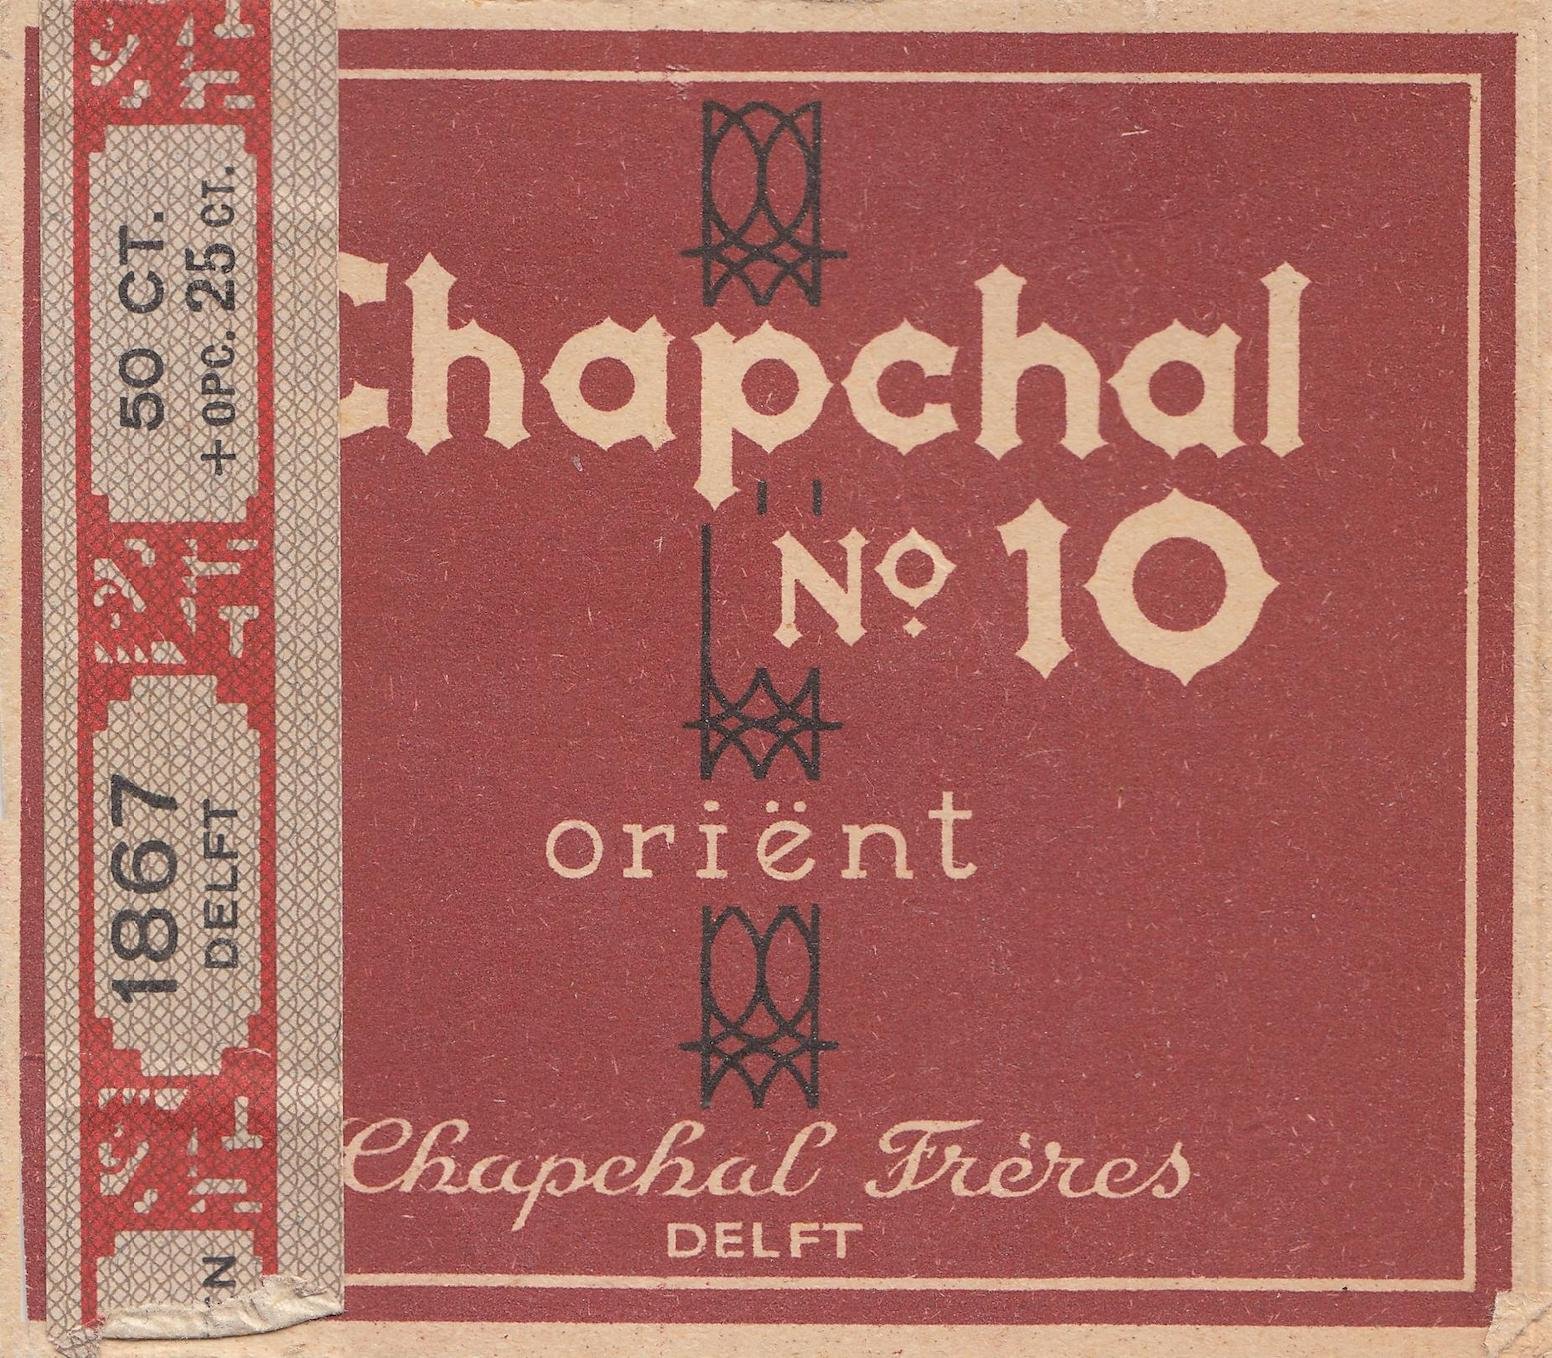 Chapchal
No 10
oriënt
Chapchal Frères
DELFT
50 CT.
+ OPC. 25 CT.
1867
DELFT